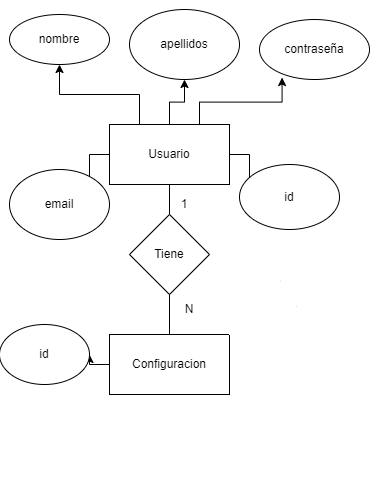 nombre
apellidos
contraseña
Usuario
email
id
1
Tiene
N
id
Configuracion